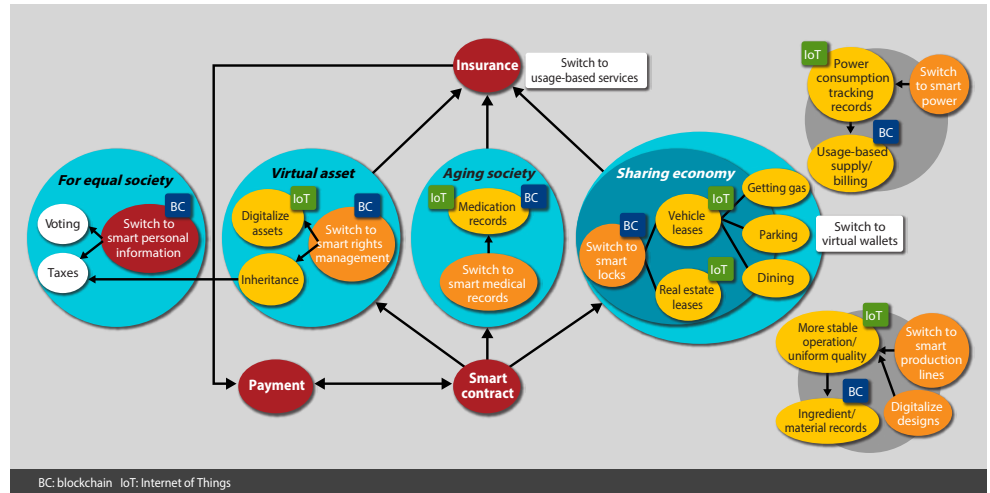 Insurance
Switch to
usage-based services
IoT
Power
consumption
tracking
records
Switch
to smart
power
BC
Usage-based
supply/
billing
For equal society
BC
Voting
Switch to
smart personal
information
Taxes
Virtual asset
IoT
BC
Digitalize
assets
Switch to
smart rights
management
Inheritance
Aging society
IoT
BC
Medication
records
Switch to
smart medical
records
Sharing economy
IoT
Getting gas
BC
Vehicle
leases
Switch to
smart
locks
Parking
IoT
Real estate
leases
Dining
Switch to
virtual wallets
IoT
More stable
operation/
uniform quality
Switch to
smart
production
lines
BC
Ingredient/
material records
Digitalize
designs
Payment
Smart
contract
BC: blockchain IoT: Internet of Things